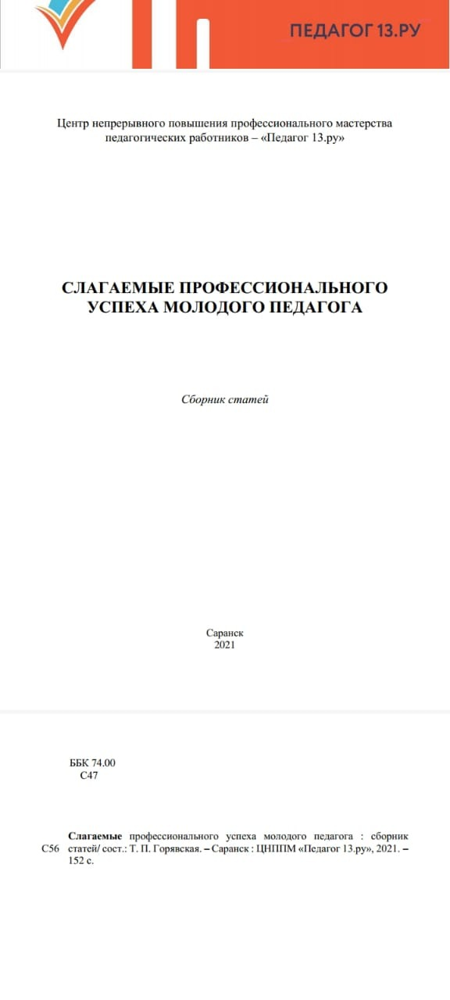 ПЕДАГОГ 13.РУ
Центр непрерывного повышения профессионального мастерства
педагогических работников – «Педагог 13.ру»
СЛАГАЕМЫЕ ПРОФЕССИОНАЛЬНОГО
УСПЕХА МОЛОДОГО ПЕДАГОГА
Сборник статей
Саранск
2021
ББК 74.00
С47
Слагаемые профессионального успеха молодого педагога : сборник
С56 статей/ сост.: Т. П. Горявская. – Саранск : ЦНППМ «Педагог 13.ру», 2021. –
152 с.